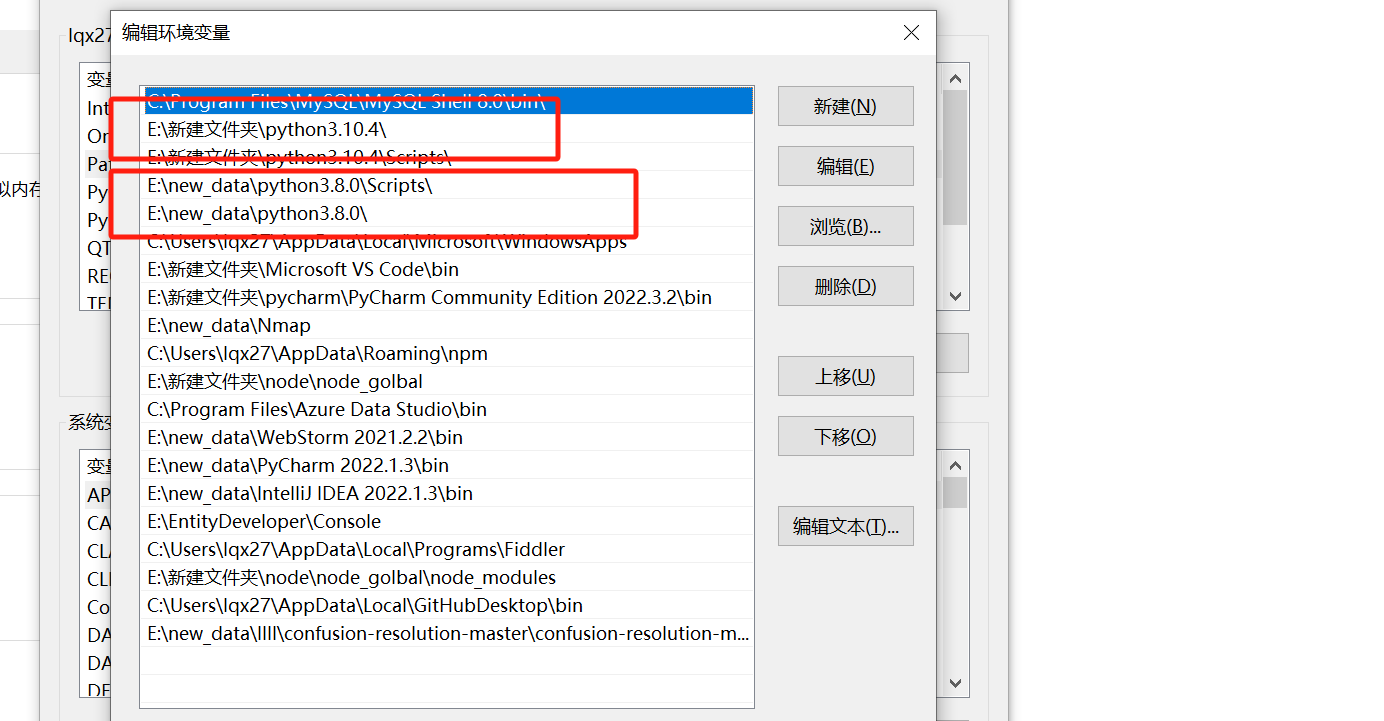 lqx27
编辑环境变量
变量
Int
On
Pat
Py
Py
QT
RE
TE
以内存
C:\Program Files\MySQL\MySQL Shell 8.0\bin\
E:\新建文件夹\python3.10.4\
E:\新建文件夹\python3.10.4\Scripts\
E:\new_data\python3.8.0\Scripts\
E:\new_data\python3.8.0\
C:\Users\lqx27\AppData\Local\Microsoft\WindowsApps
E:\新建文件夹\Microsoft VS Code\bin
E:\新建文件夹\pycharm\PyCharm Community Edition 2022.3.2\bin
E:\new_data\Nmap
C:\Users\lqx27\AppData\Roaming\npm
E:\新建文件夹\node\node_golbal
C:\Program Files\Azure Data Studio\bin
E:\new_data\WebStorm 2021.2.2\bin
E:\new_data\PyCharm 2022.1.3\bin
E:\new_data\IntelliJ IDEA 2022.1.3\bin
E:\EntityDeveloper\Console
C:\Users\lqx27\AppData\Local\Programs\Fiddler
E:\新建文件夹\node\node_golbal\node_modules
C:\Users\lqx27\AppData\Local\GitHubDesktop\bin
E:\new_data\llll\confusion-resolution-master\confusion-resolution-m...
新建(N)
编辑(E)
浏览(B)...
删除(D)
上移(U)
下移(O)
编辑文本(T)...
系统变
变量
AP
CA
CLA
CLI
Co
DA
DA
DE